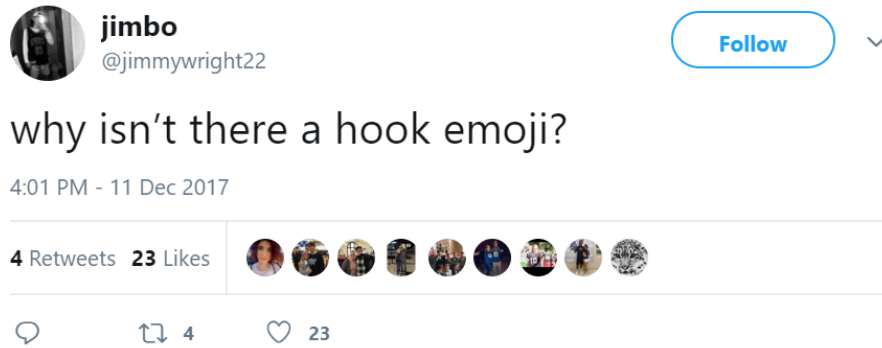 jimbo
Follow
@jimmywright22
why isn't there a hook emoji?
4:01 PM - 11 Dec 2017
4 Retweets 23 Likes
4 23